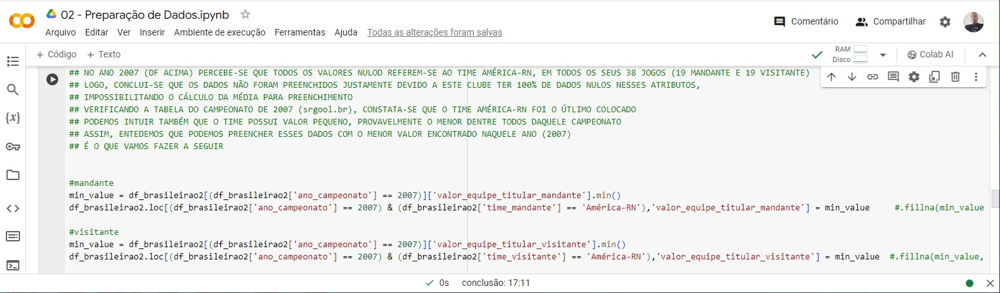 CO 02 - Preparação de Dados.ipynb
Arquivo Editar Ver Inserir Ambiente de execução Ferramentas Ajuda Todas as alterações foram salvas
Comentário Compartilhar
+ Código + Texto
RAM
Disco
Colab AI
## NO ANO 2007 (DF ACIMA) PERCEBE-SE QUE TODOS OS VALORES NULOD REFEREM-SE AO TIME AMÉRICA-RN, EM TODOS OS SEUS 38 JOGOS (19 MANDANTE E 19 VISITANTE)
## LOGO, CONCLUI-SE QUE OS DADOS NÃO FORAM PREENCHIDOS JUSTAMENTE DEVIDO A ESTE CLUBE TER 100% DE DADOS NULOS NESSES ATRIBUTOS,
## IMPOSSIBILITANDO O CÁLCULO DA MÉDIA PARA PREENCHIMENTO
## VERIFICANDO A TABELA DO CAMPEONATO DE 2007 (srgool.br), CONSTATA-SE QUE O TIME AMÉRICA-RN FOI O ÚTLIMO COLOCADO
## PODEMOS INTUIR TAMBÉM QUE O TIME POSSUI VALOR PEQUENO, PROVAVELMENTE O MENOR DENTRE TODOS DAQUELE CAMPEONATO
## ASSIM, ENTEDEMOS QUE PODEMOS PREENCHER ESSES DADOS COM O MENOR VALOR ENCONTRADO NAQUELE ANO (2007)
## É O QUE VAMOS FAZER A SEGUIR
#mandante
min_value = df_brasileirao2[(df_brasileirao2['ano_campeonato'] == 2007)]['valor_equipe_titular_mandante'].min()
df_brasileirao2.loc[(df_brasileirao2['ano_campeonato'] == 2007) & (df_brasileirao2['time_mandante'] == 'América-RN'),'valor_equipe_titular_mandante'] = min_value #.fillna(min_value
#visitante
min_value = df_brasileirao2[(df_brasileirao2['ano_campeonato'] == 2007)]['valor_equipe_titular_visitante'].min()
df_brasileirao2.loc[(df_brasileirao2['ano_campeonato'] == 2007) & (df_brasileirao2['time_visitante'] == 'América-RN'),'valor_equipe_titular_visitante'] = min_value #.fillna(min_value,
0s conclusão: 17:11